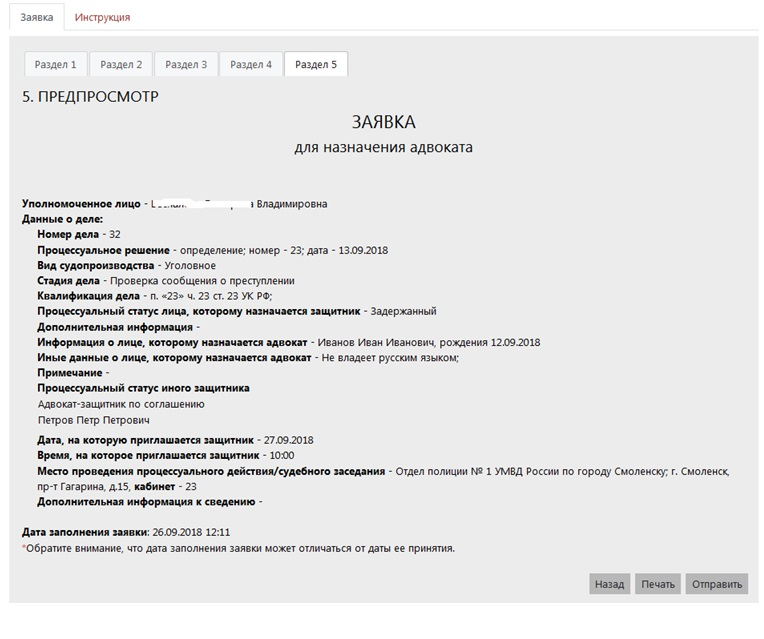 Заявка Инструкция
Раздел 1 Раздел 2 Раздел 3 Раздел 4 Раздел 5
5. ПРЕДПРОСМОТР
ЗАЯВКА
для назначения адвоката
Уполномоченное лицо - Владимировна
Данные о деле:
Номер дела - 32
Процессуальное решение - определение; номер - 23; дата - 13.09.2018
Вид судопроизводства - Уголовное
Стадия дела - Проверка сообщения о преступлении
Квалификация дела - п. «23» ч. 23 ст. 23 УК РФ;
Процессуальный статус лица, которому назначается защитник - Задержанный
Дополнительная информация -
Информация о лице, которому назначается адвокат - Иванов Иван Иванович, рождения 12.09.2018
Иные данные о лице, которому назначается адвокат - Не владеет русским языком;
Примечание -
Процессуальный статус иного защитника
Адвокат-защитник по соглашению
Петров Петр Петрович
Дата, на которую приглашается защитник - 27.09.2018
Время, на которое приглашается защитник - 10:00
Место проведения процессуального действия/судебного заседания - Отдел полиции № 1 УМВД России по городу Смоленску; г. Смоленск,
пр-т Гагарина, д.15, кабинет - 23
Дополнительная информация к сведению -
Дата заполнения заявки: 26.09.2018 12:11
*Обратите внимание, что дата заполнения заявки может отличаться от даты ее принятия.
Назад Печать Отправить